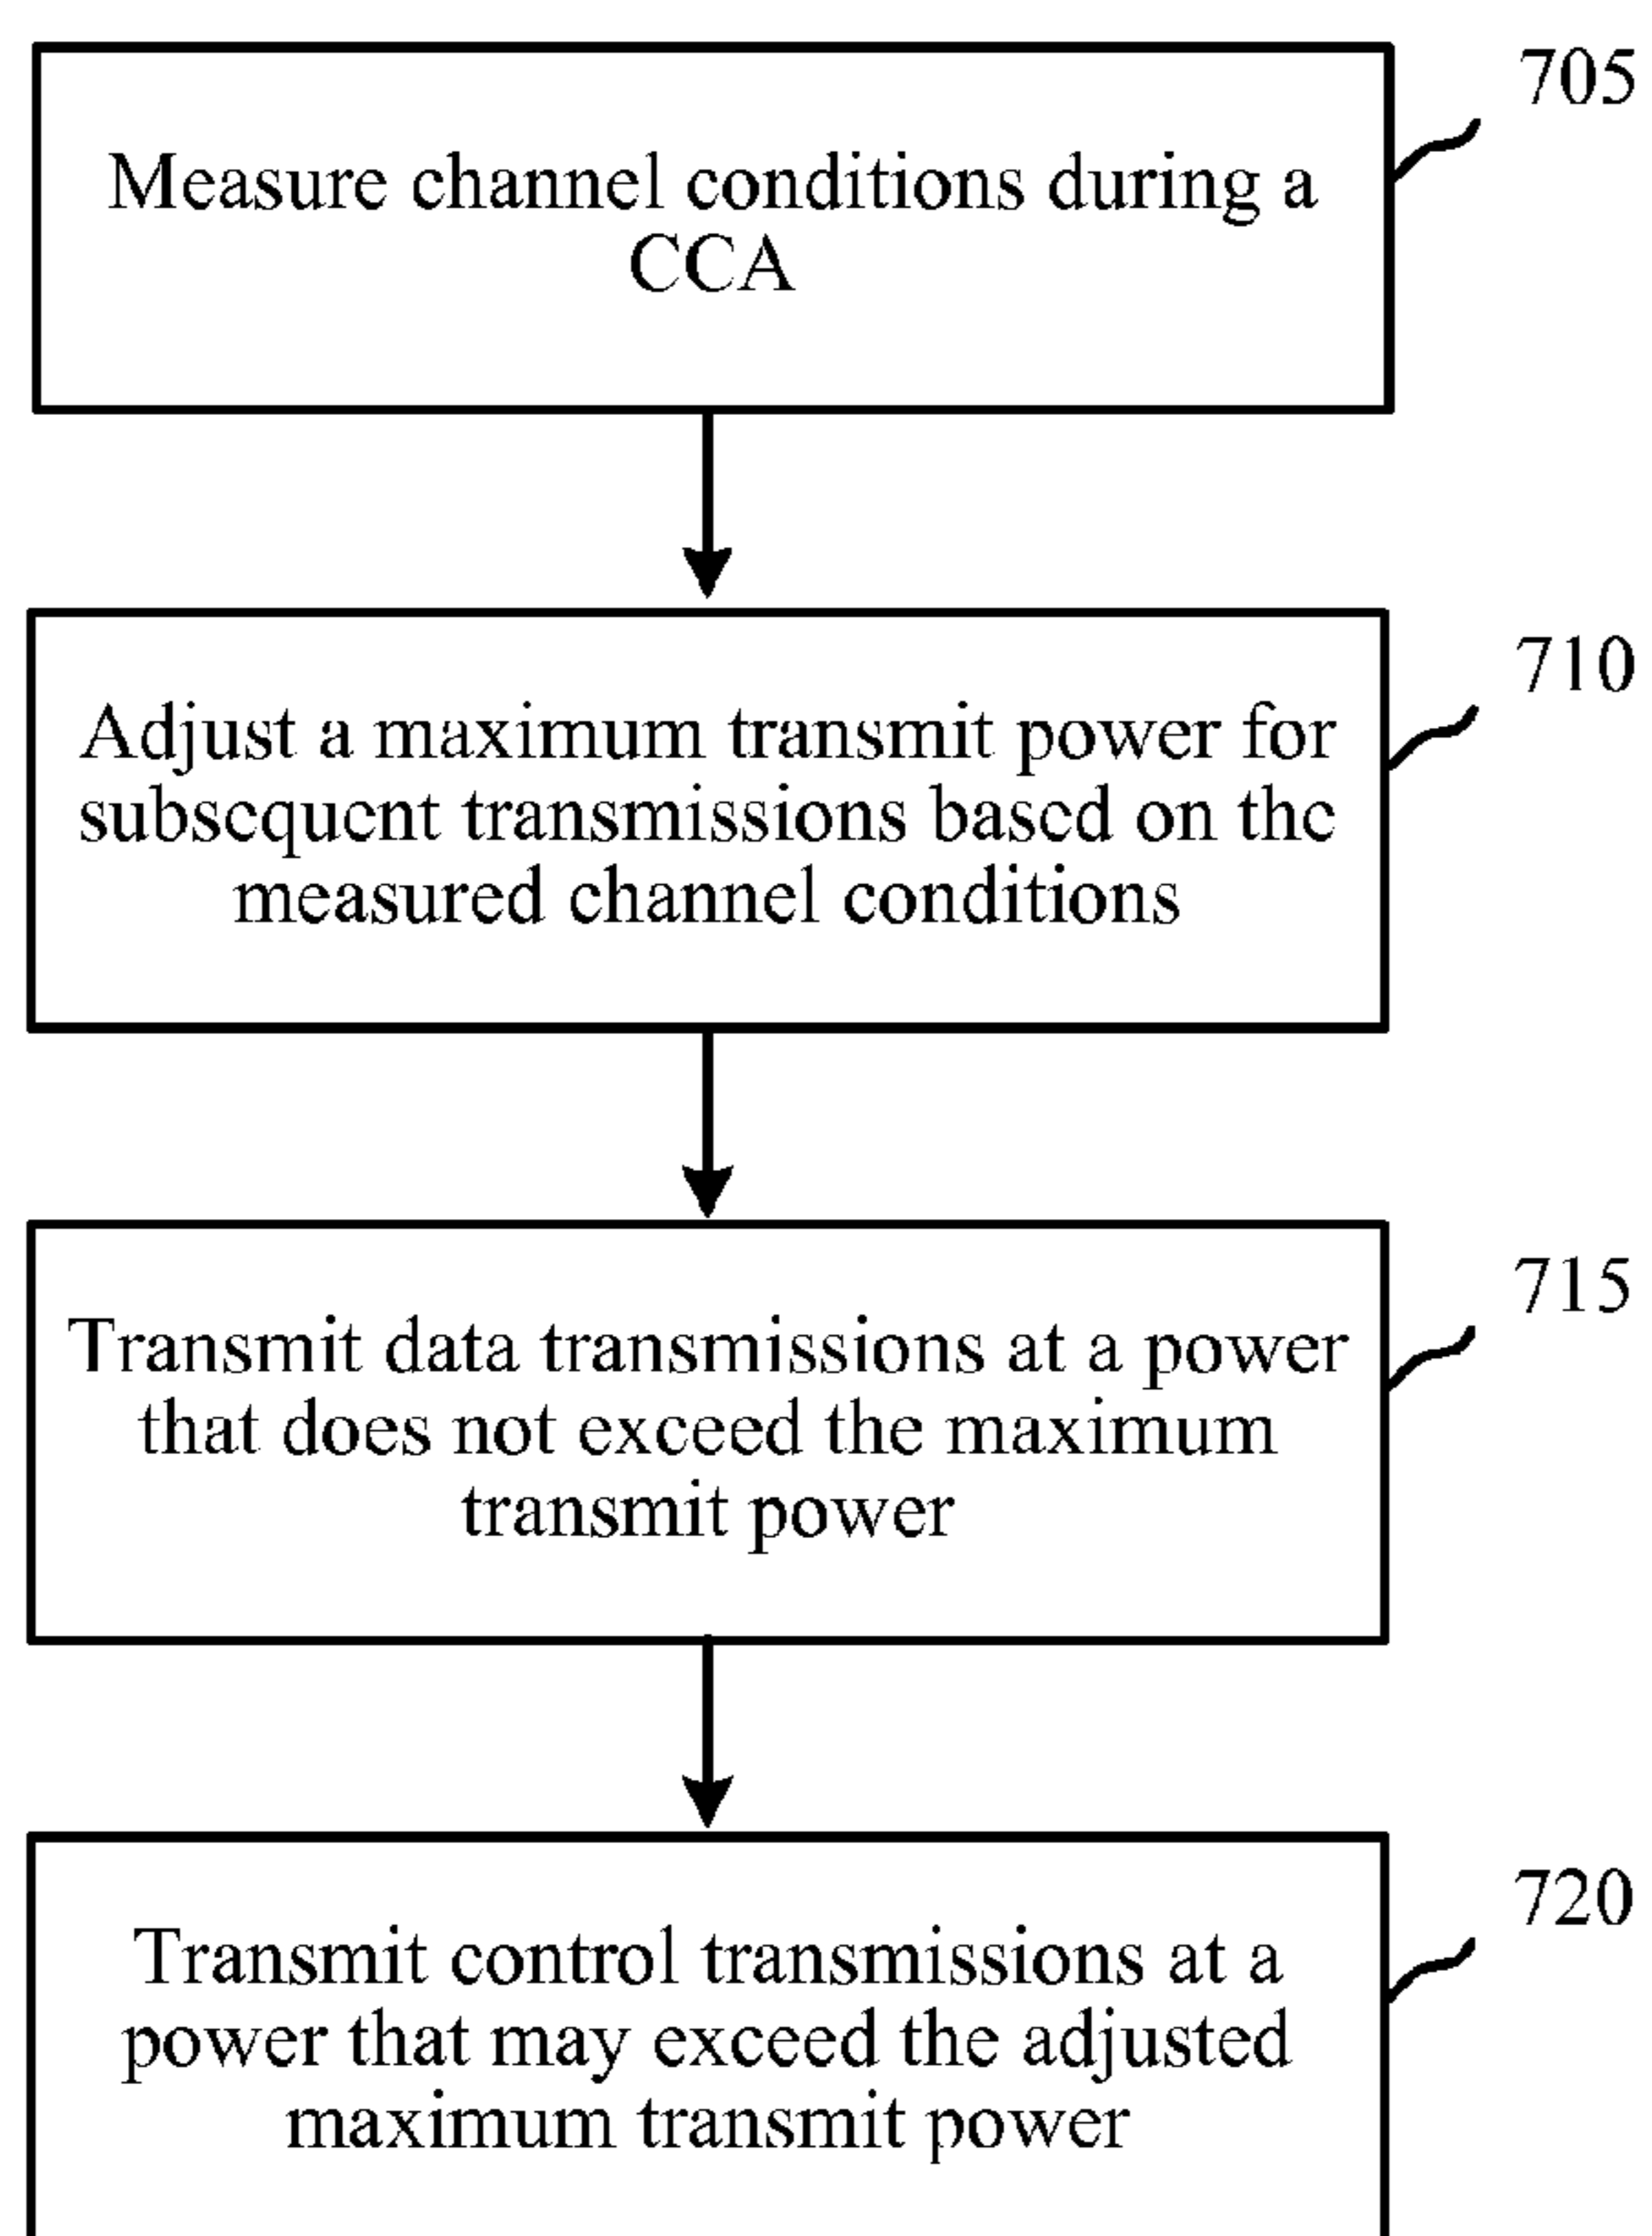 705
Measure channel conditions during a
CCA
710
Adjust a maximum transmit power for
subsequent transmissions based on the
measured channel conditions
715
Transmit data transmissions at a power
that does not exceed the maximum
transmit power
720
Transmit control transmissions at a
power that may exceed the adjusted
maximum transmit power